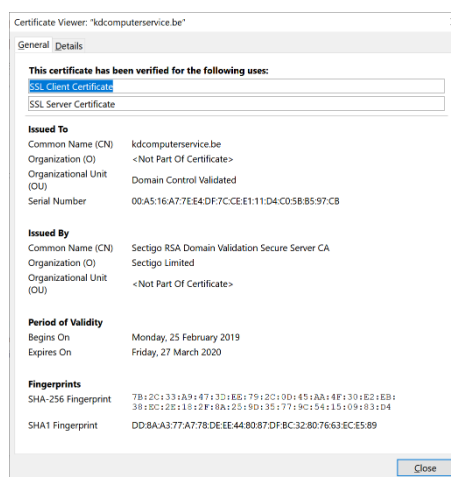 Certificate Viewer: "kdcomputerservice.be"
General Details
This certificate has been verified for the following uses:
SSL Client Certificate
SSL Server Certificate
Issued To
Common Name (CN) kdcomputerservice.be
Organization (O) <Not Part Of Certificate>
Organizational Unit
(OU) Domain Control Validated
Serial Number 00:A5:16:A7:7E:E4:DF:7C:CE:E1:11:D4:C0:5B:B5:97:CB
Issued By
Common Name (CN) Sectigo RSA Domain Validation Secure Server CA
Organization (O) Sectigo Limited
Organizational Unit
(OU) <Not Part Of Certificate>
Period of Validity
Begins On Monday, 25 February 2019
Expires On Friday, 27 March 2020
Fingerprints
SHA-256 Fingerprint 7B:2C:33:A9:47:3D:EE:79:2C:0D:45:AA:4F:30:E2:EB:
38:EC:2E:18:2F:8A:25:9D:35:77:9C:54:15:09:83:D4
SHA1 Fingerprint DD:8A:A3:77:A7:78:DE:EE:44:80:87:DF:BC:32:80:76:63:EC:E5:89
Close